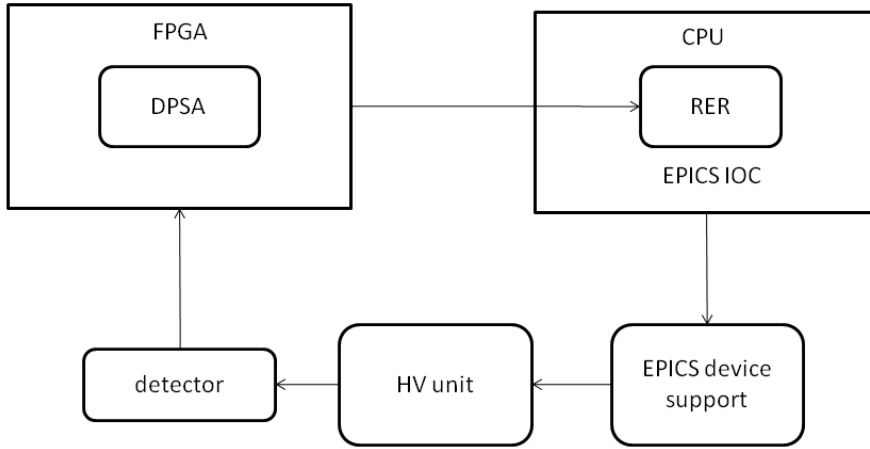 FPGA
DPSA
CPU
RER
EPICS IOC
detector
HV unit
EPICS device
support